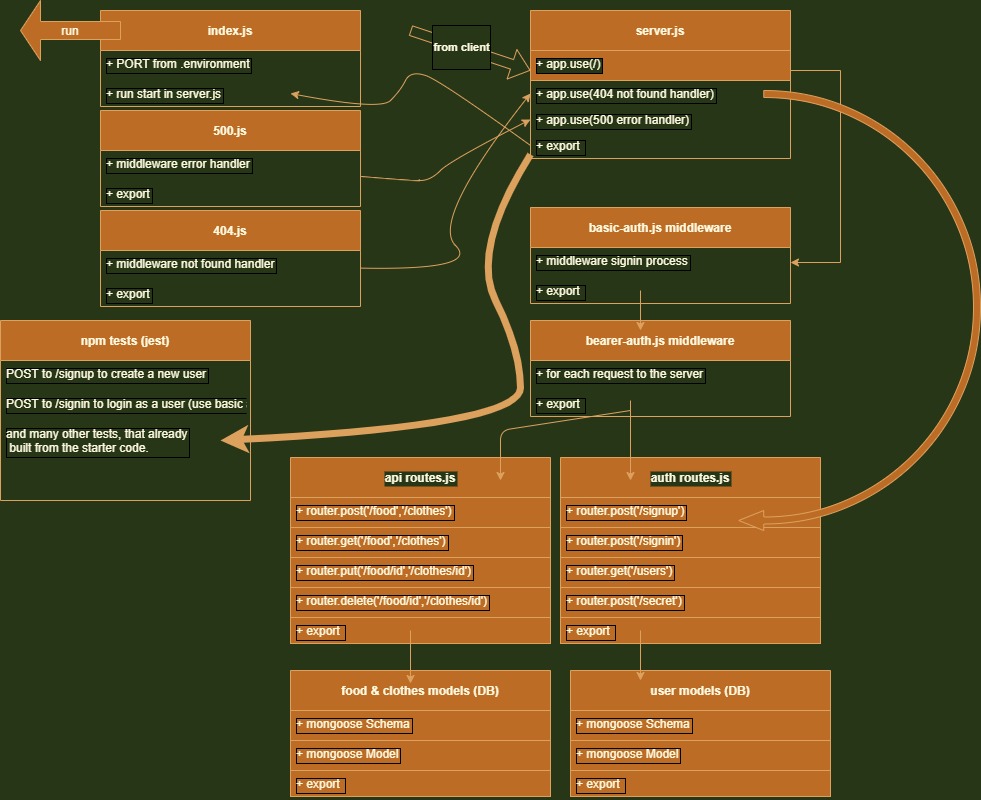 run
index.js
+ PORT from .environment
+ run start in server.js
500.js
+ middleware error handler
+ export
404.js
+ middleware not found handler
+ export
from client
server.js
+ app.use(/)
+ app.use(404 not found handler)
+ app.use(500 error handler)
+ export
basic-auth.js middleware
+ middleware signin process
+ export
bearer-auth.js middleware
+ for each request to the server
+ export
npm tests (jest)
POST to /signup to create a new user
POST to /signin to login as a user (use basic
and many other tests, that already
built from the starter code.
api routes.js
+ router.post('/food','/clothes')
+ router.get('/food','/clothes')
+ router.put('/food/id','/clothes/id')
+ router.delete('/food/id','/clothes/id')
+ export
auth routes.js
+ router.post('/signup')
+ router.post('/signin')
+ router.get('/users')
+ router.post('/secret')
+ export
food & clothes models (DB)
+ mongoose Schema
+ mongoose Model
+ export
user models (DB)
+ mongoose Schema
+ mongoose Model
+ export